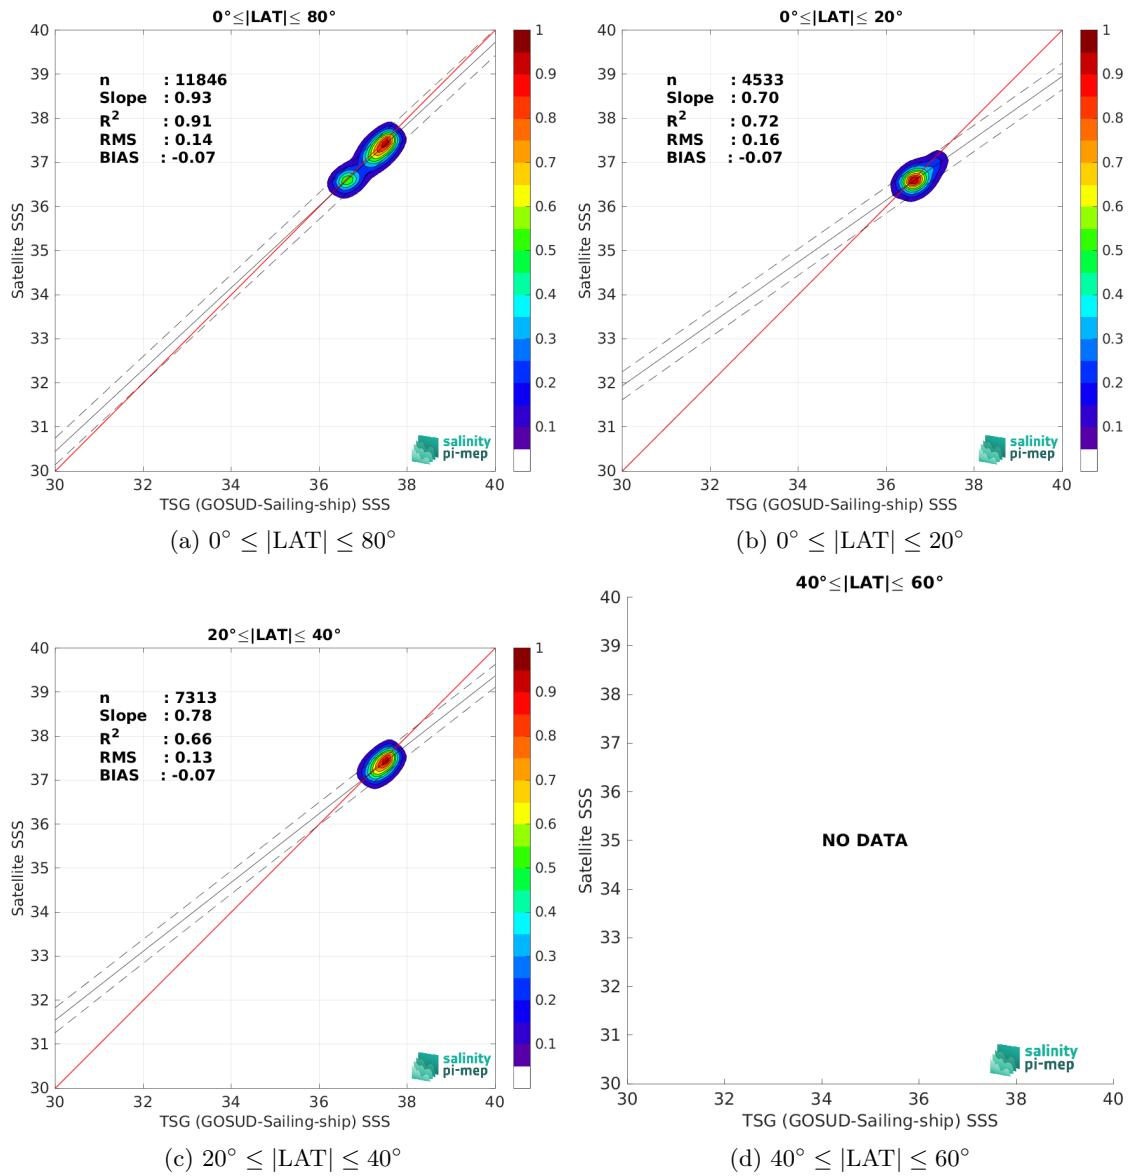 0°≤|LAT|≤ 80°
40
39
38
37
36
35
34
33
32
31
30
Satellite SSS
n : 11846
Slope : 0.93
R² : 0.91
RMS : 0.14
BIAS : -0.07
1
0.9
0.8
0.7
0.6
0.5
0.4
0.3
0.2
0.1
salinity
pi-mep
30 32 34 36 38 40
TSG (GOSUD-Sailing-ship) SSS
(a) 0° ≤ |LAT| ≤ 80°
0°≤|LAT|≤ 20°
40
39
38
37
36
35
34
33
32
31
30
Satellite SSS
n : 4533
Slope : 0.70
R² : 0.72
RMS : 0.16
BIAS : -0.07
1
0.9
0.8
0.7
0.6
0.5
0.4
0.3
0.2
0.1
salinity
pi-mep
30 32 34 36 38 40
TSG (GOSUD-Sailing-ship) SSS
(b) 0° ≤ |LAT| ≤ 20°
20°≤|LAT|≤ 40°
40
39
38
37
36
35
34
33
32
31
30
Satellite SSS
n : 7313
Slope : 0.78
R² : 0.66
RMS : 0.13
BIAS : -0.07
1
0.9
0.8
0.7
0.6
0.5
0.4
0.3
0.2
0.1
salinity
pi-mep
30 32 34 36 38 40
TSG (GOSUD-Sailing-ship) SSS
(c) 20° ≤ |LAT| ≤ 40°
40°≤|LAT|≤ 60°
40
39
38
37
36
35
34
33
32
31
30
Satellite SSS
NO DATA
salinity
pi-mep
30 32 34 36 38 40
TSG (GOSUD-Sailing-ship) SSS
(d) 40° ≤ |LAT| ≤ 60°